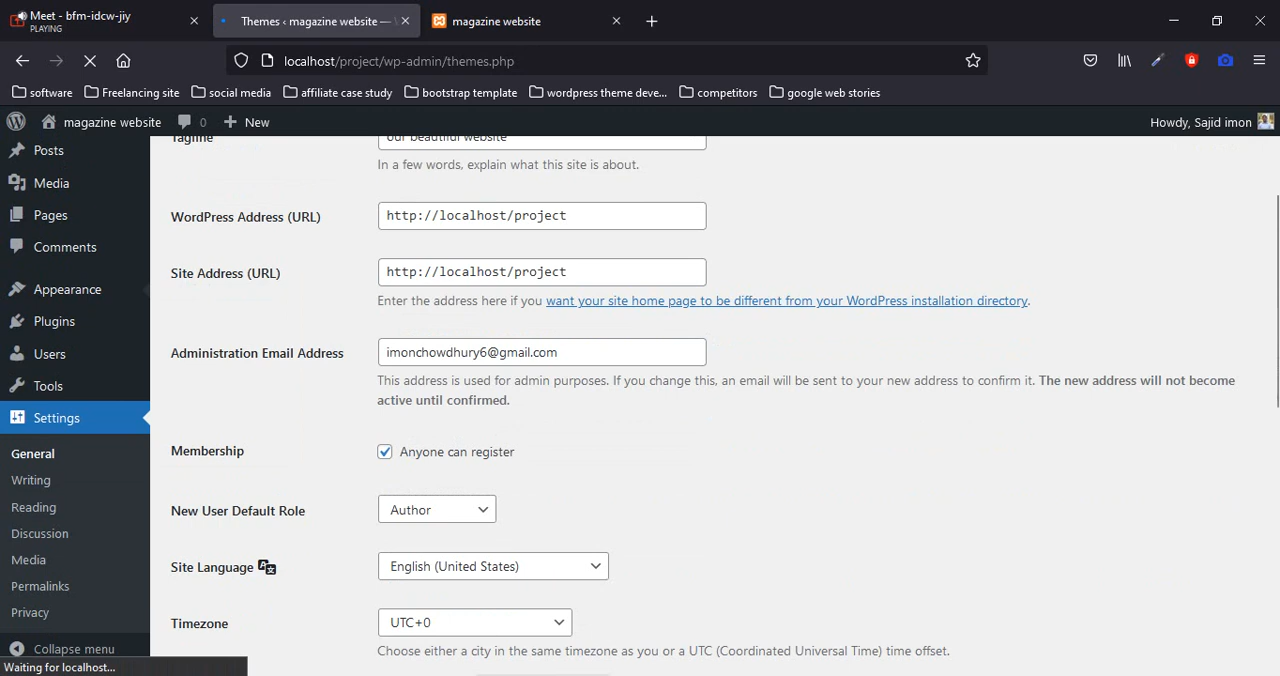 Meet - bfm-idcw-jiy
PLAYING
Themes ‹ magazine website —
magazine website
localhost/project/wp-admin/themes.php
software
Freelancing site
social media
affiliate case study
bootstrap template
wordpress theme deve...
competitors
google web stories
magazine website
0
New
Howdy, Sajid imon
Posts
Media
Pages
Comments
Appearance
Plugins
Users
Tools
Settings
General
Writing
Reading
Discussion
Media
Permalinks
Privacy
Collapse menu
Waiting for localhost...
Tagline
our beautiful website
In a few words, explain what this site is about.
WordPress Address (URL)
http://localhost/project
Site Address (URL)
http://localhost/project
Enter the address here if you want your site home page to be different from your WordPress installation directory.
Administration Email Address
imonchowdhury6@gmail.com
This address is used for admin purposes. If you change this, an email will be sent to your new address to confirm it. The new address will not become
active until confirmed.
Membership
Anyone can register
New User Default Role
Author
Site Language
English (United States)
Timezone
UTC+0
Choose either a city in the same timezone as you or a UTC (Coordinated Universal Time) time offset.